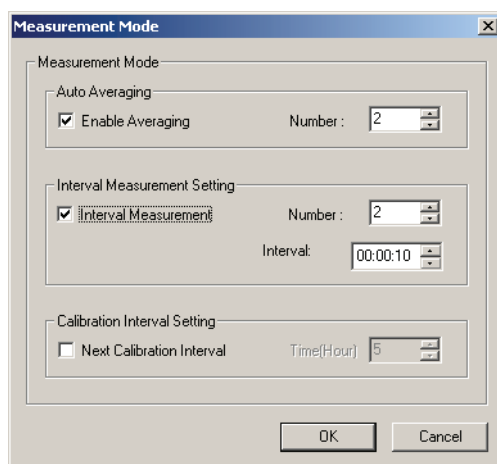 Measurement Mode
Measurement Mode
Auto Averaging
Enable Averaging Number : 2
Interval Measurement Setting
Interval Measurement Number : 2
Interval: 00:00:10
Calibration Interval Setting
Next Calibration Interval Time(Hour) 5
OK Cancel